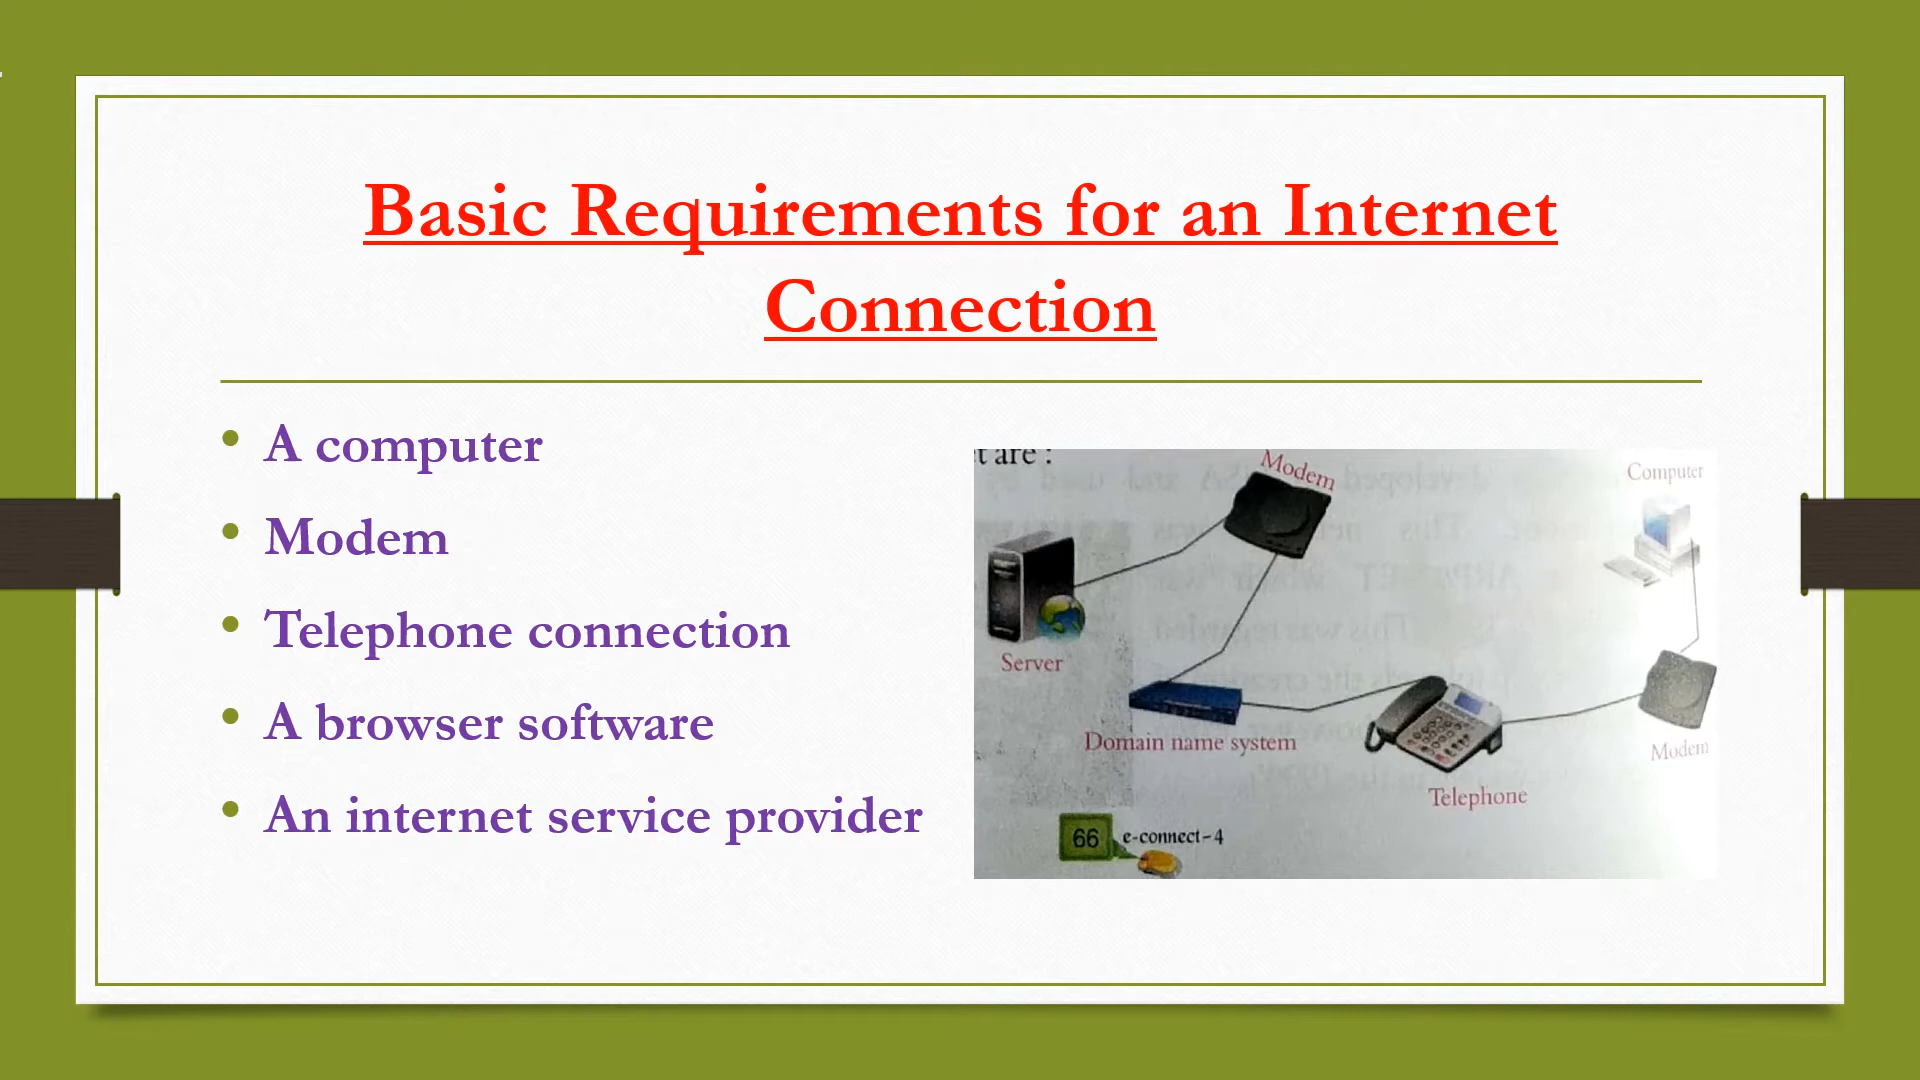 Basic Requirements for an Internet
Connection
• A computer
• Modem
• Telephone connection
• A browser software
• An internet service provider
t are :
Modem
Computer
Server
Domain name system
Modem
Telephone
66 e-connect-4